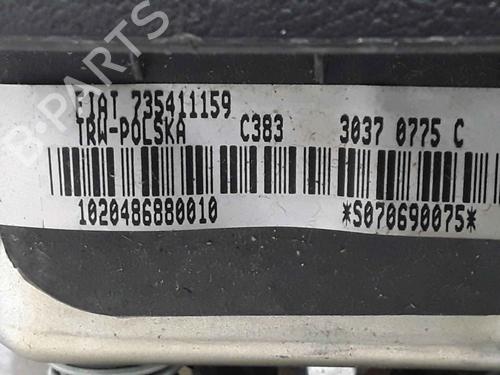 B-PARTS
FIAT 735411159
TRW-POLSKA C383 3037 0775 C
1020486880010 *S070690075*